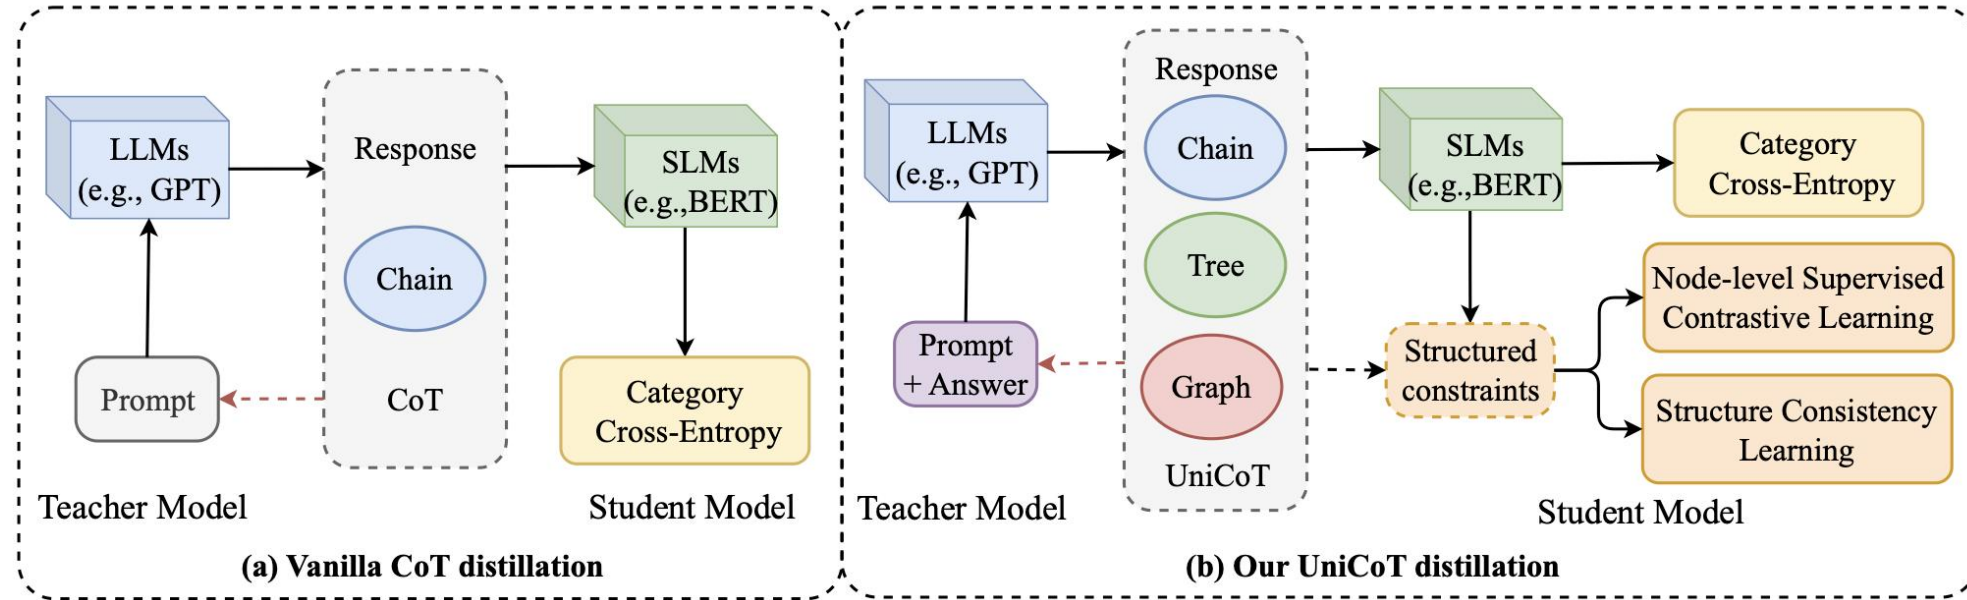 LLMs
(e.g., GPT)
Prompt
Response
Chain
CoT
SLMs
(e.g.,BERT)
Category
Cross-Entropy
Teacher Model
Student Model
(a) Vanilla CoT distillation
LLMs
(e.g., GPT)
Prompt
+ Answer
Response
Chain
Tree
Graph
UniCoT
SLMs
(e.g.,BERT)
Category
Cross-Entropy
Structured
constraints
Node-level Supervised
Contrastive Learning
Structure Consistency
Learning
Teacher Model
Student Model
(b) Our UniCoT distillation